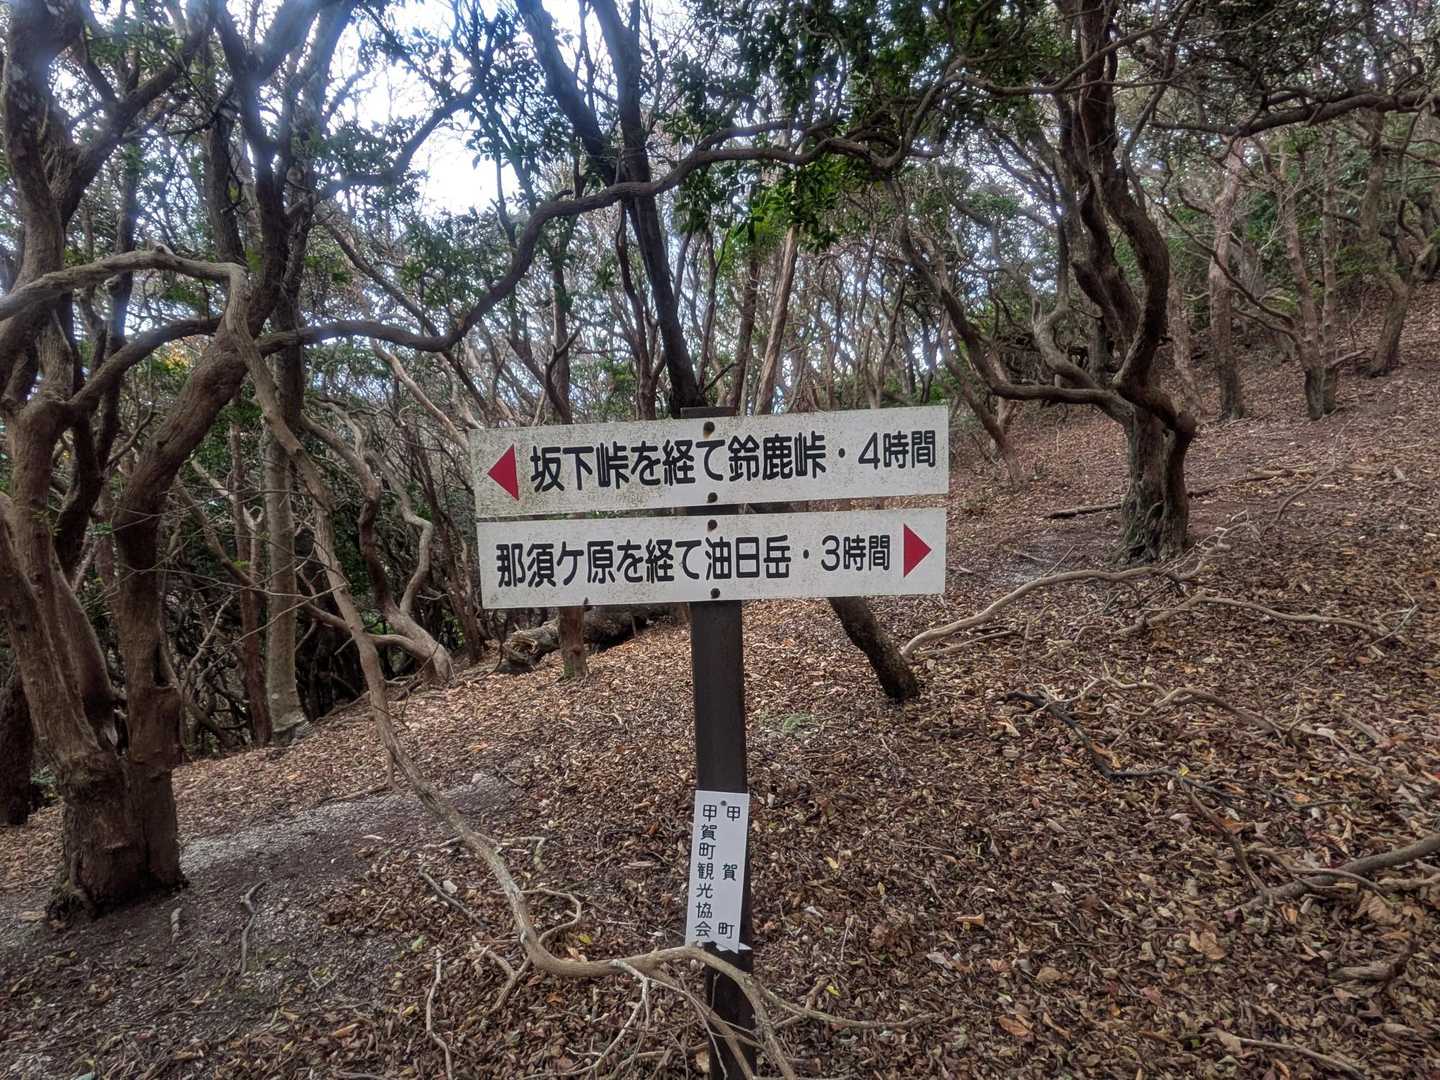 坂下峠を経て鈴鹿峠・4時間
那須ケ原を経て油日岳・3時間
甲賀町
甲賀町観光協会